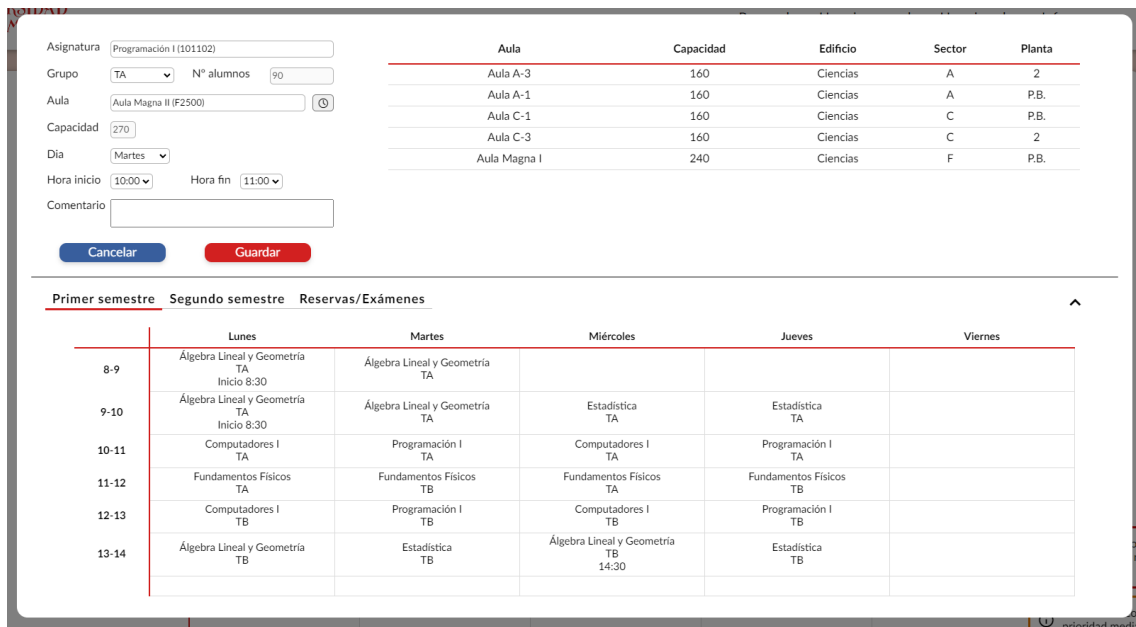 Asignatura Programación I (101102)
Grupo TA Nº alumnos 90
Aula Aula Magna II (F2500)
Capacidad 270
Dia Martes
Hora inicio 10:00 Hora fin 11:00
Comentario
Cancelar Guardar
Aula Capacidad Edificio Sector Planta
Aula A-3 160 Ciencias A 2
Aula A-1 160 Ciencias A P.B.
Aula C-1 160 Ciencias C P.B.
Aula C-3 160 Ciencias C 2
Aula Magna I 240 Ciencias F P.B.
Primer semestre Segundo semestre Reservas/Exámenes
Lunes Martes Miércoles Jueves Viernes
8-9
Álgebra Lineal y Geometría
TA
Inicio 8:30
Álgebra Lineal y Geometría
TA
9-10
Álgebra Lineal y Geometría
TA
Inicio 8:30
Álgebra Lineal y Geometría
TA
Estadística
TA
Estadística
TA
10-11
Computadores I
TA
Programación I
TA
Computadores I
TA
Programación I
TA
11-12
Fundamentos Físicos
TA
Fundamentos Físicos
TB
Fundamentos Físicos
TA
Fundamentos Físicos
TB
12-13
Computadores I
TB
Programación I
TB
Computadores I
TB
Programación I
TB
13-14
Álgebra Lineal y Geometría
TB
Estadística
TB
Álgebra Lineal y Geometría
TB
14:30
Estadística
TB